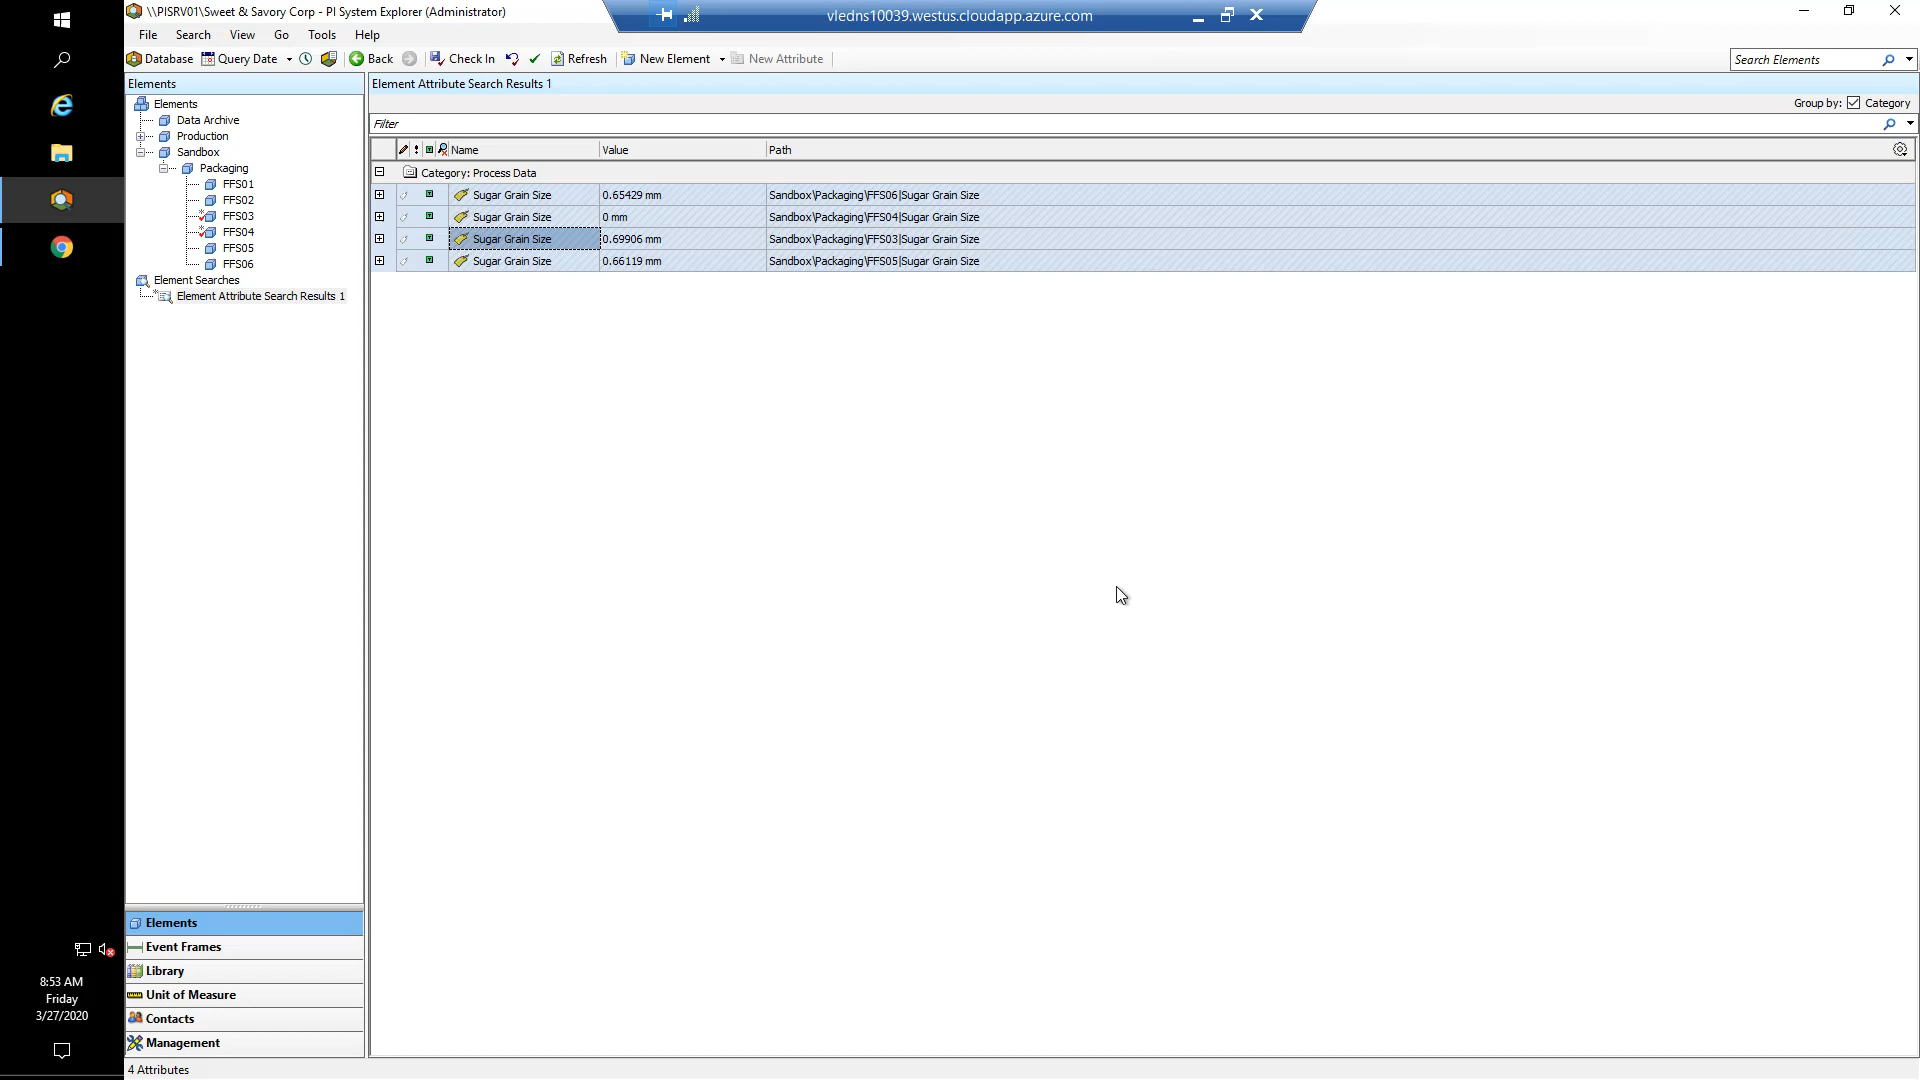 \\PISRV01\Sweet & Savory Corp - PI System Explorer (Administrator)
vledns10039.westus.cloudapp.azure.com
File Search View Go Tools Help
Database Query Date Back Check In Refresh New Element New Attribute
Search Elements
Elements
Elements
Data Archive
Production
Sandbox
Packaging
FFS01
FFS02
FFS03
FFS04
FFS05
FFS06
Element Searches
Element Attribute Search Results 1
Element Attribute Search Results 1
Group by: Category
Filter
Name Value Path
Category: Process Data
Sugar Grain Size 0.65429 mm Sandbox\Packaging\FFS06|Sugar Grain Size
Sugar Grain Size 0 mm Sandbox\Packaging\FFS04|Sugar Grain Size
Sugar Grain Size 0.69906 mm Sandbox\Packaging\FFS03|Sugar Grain Size
Sugar Grain Size 0.66119 mm Sandbox\Packaging\FFS05|Sugar Grain Size
Elements
Event Frames
Library
Unit of Measure
Contacts
Management
4 Attributes
8:53 AM
Friday
3/27/2020